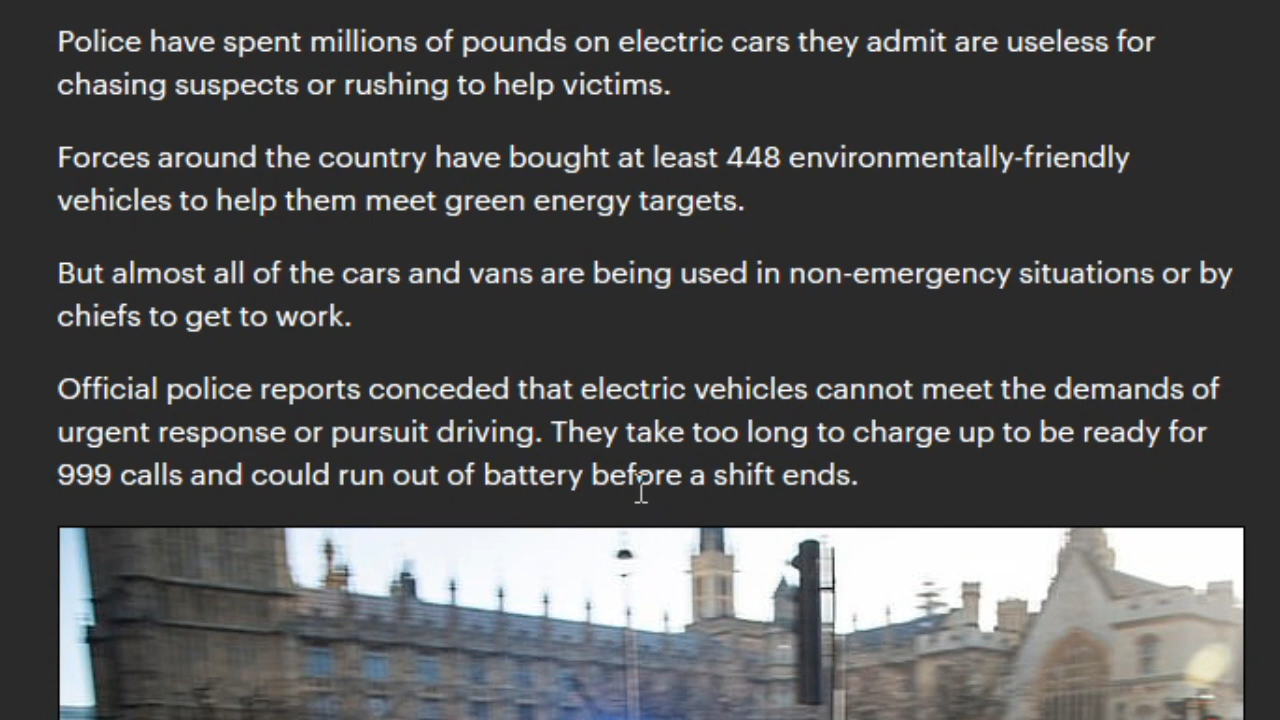 Police have spent millions of pounds on electric cars they admit are useless for
chasing suspects or rushing to help victims.
Forces around the country have bought at least 448 environmentally-friendly
vehicles to help them meet green energy targets.
But almost all of the cars and vans are being used in non-emergency situations or by
chiefs to get to work.
Official police reports conceded that electric vehicles cannot meet the demands of
urgent response or pursuit driving. They take too long to charge up to be ready for
999 calls and could run out of battery before a shift ends.